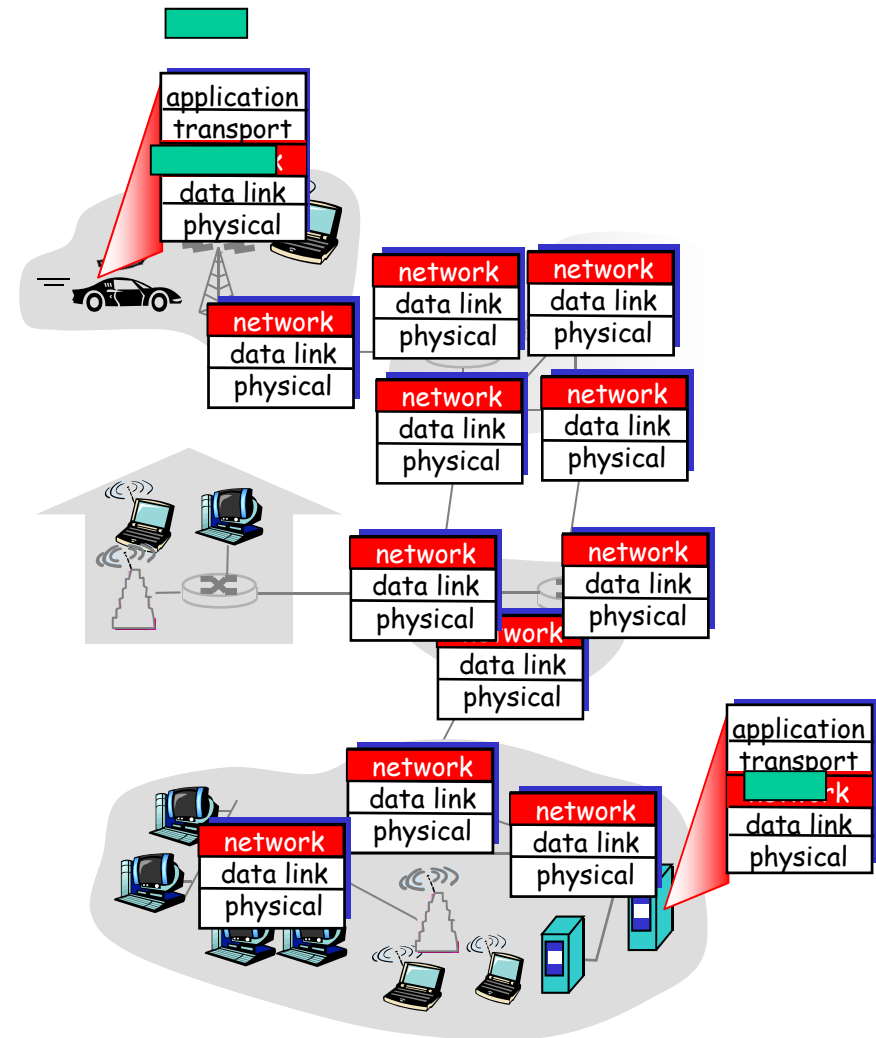 application
transport
data link
physical
network
data link
physical
network
data link
physical
network
data link
physical
network
data link
physical
network
data link
physical
network
data link
physical
network
data link
physical
data link
physical
application
transport
data link
physical
network
data link
physical
network
data link
physical
network
data link
physical